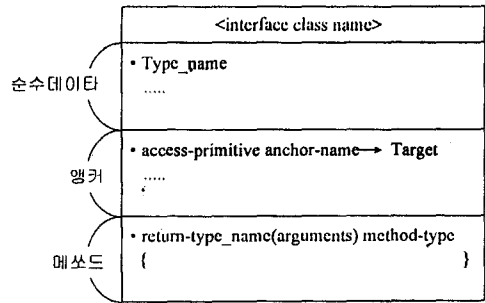 <interface class name>
순수데이타
• Type_name
.....
앵커
• access-primitive anchor-name→ Target
.....
메쏘드
• return-type_name(arguments) method-type
{ }